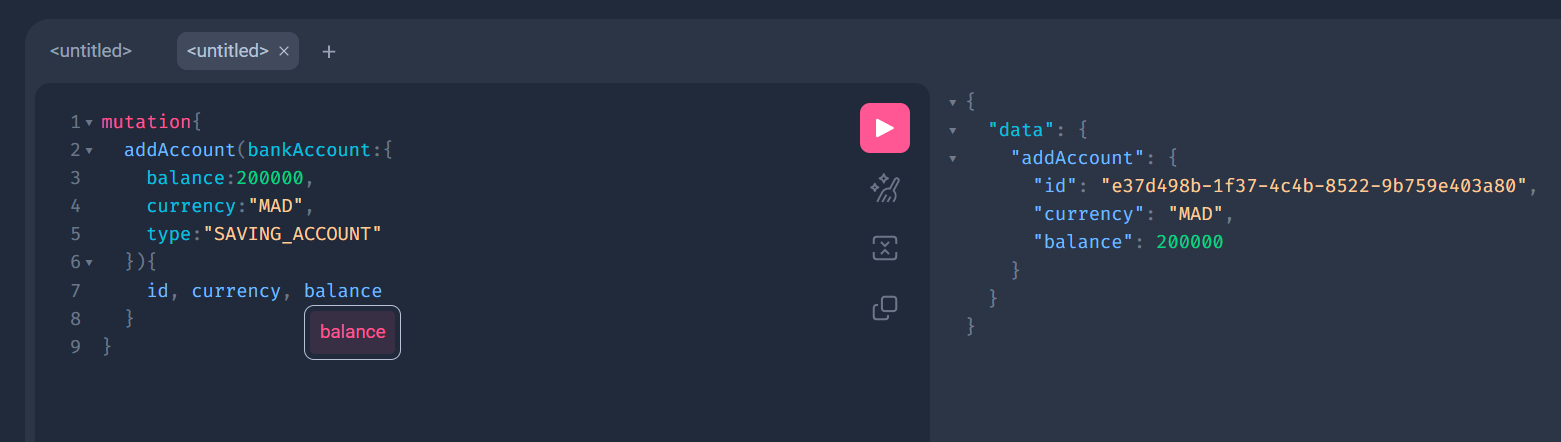 <untitled> <untitled> × +
1 mutation{
2 addAccount(bankAccount:{
3 balance:200000,
4 currency:"MAD",
5 type:"SAVING_ACCOUNT"
6 }){
7 id, currency, balance
8 }
balance
9 }
{
"data": {
"addAccount": {
"id": "e37d498b-1f37-4c4b-8522-9b759e403a80",
"currency": "MAD",
"balance": 200000
}
}
}